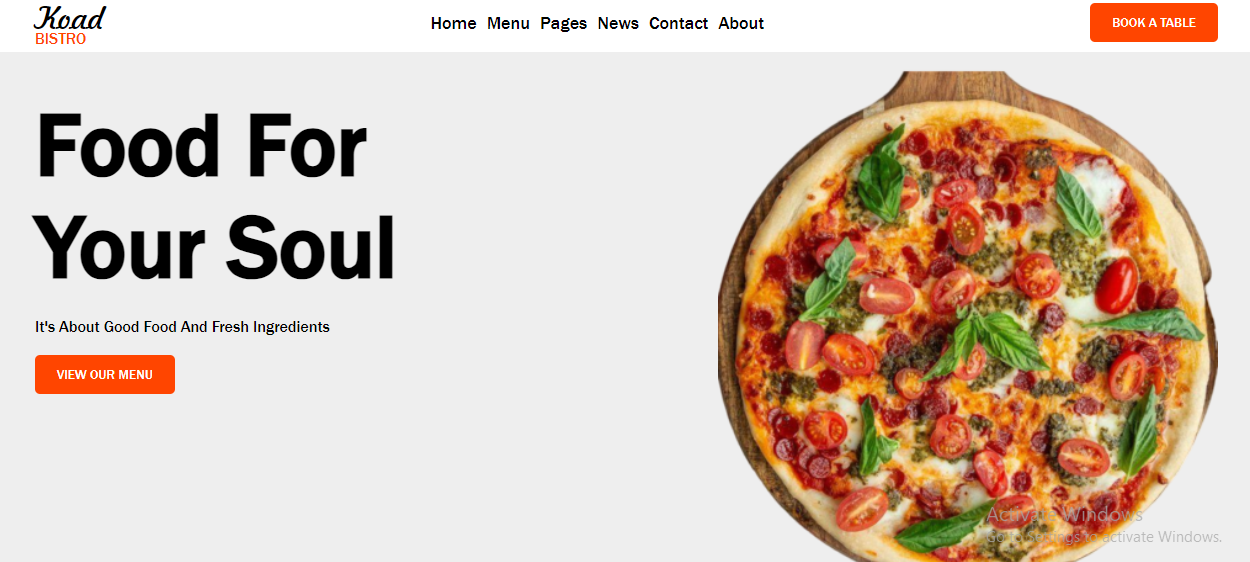 Koad
BISTRO
Home Menu Pages News Contact About
BOOK A TABLE
Food For
Your Soul
It's About Good Food And Fresh Ingredients
VIEW OUR MENU
Activate Windows
Go to Settings to activate Windows.